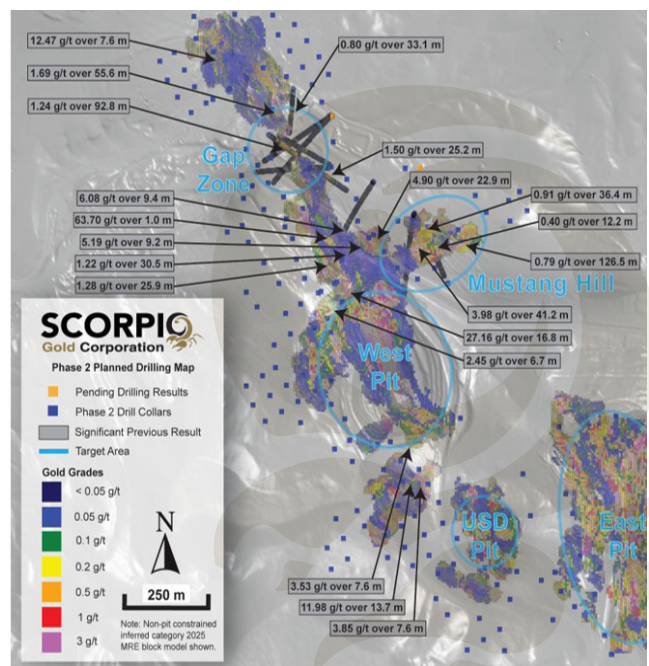 12.47 g/t over 7.6 m
0.80 g/t over 33.1 m
1.69 g/t over 55.6 m
1.24 g/t over 92.8 m
Gap
Zone
1.50 g/t over 25.2 m
4.90 g/t over 22.9 m
6.08 g/t over 9.4 m
63.70 g/t over 1.0 m
5.19 g/t over 9.2 m
1.22 g/t over 30.5 m
1.28 g/t over 25.9 m
0.91 g/t over 36.4 m
0.40 g/t over 12.2 m
0.79 g/t over 126.5 m
Mustang Hill
3.98 g/t over 41.2 m
27.16 g/t over 16.8 m
2.45 g/t over 6.7 m
West
Pit
USD
Pit
East
Pit
3.53 g/t over 7.6 m
11.98 g/t over 13.7 m
3.85 g/t over 7.6 m
SCORPIO
Gold Corporation
Phase 2 Planned Drilling Map
Pending Drilling Results
Phase 2 Drill Collars
Significant Previous Result
Target Area
Gold Grades
< 0.05 g/t
0.05 g/t
0.1 g/t
0.2 g/t
0.5 g/t
1 g/t
3 g/t
N
250 m
Note: Non-pit constrained
inferred category 2025
MRE block model shown.